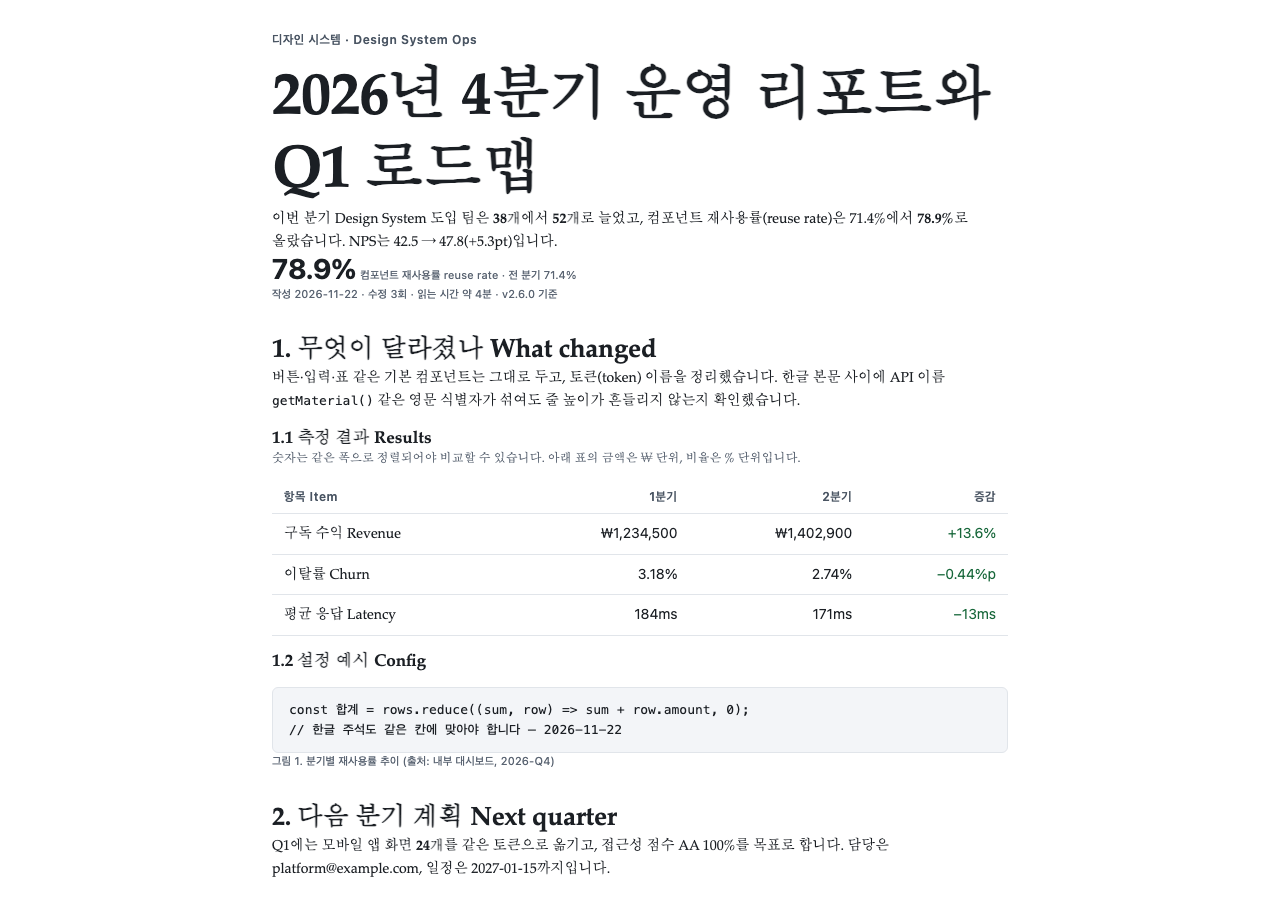 디자인 시스템 · Design System Ops
2026년 4분기 운영 리포트와
Q1 로드맵
이번 분기 Design System 도입 팀은 38개에서 52개로 늘었고, 컴포넌트 재사용률(reuse rate)은 71.4%에서 78.9%로
올랐습니다. NPS는 42.5 → 47.8(+5.3pt)입니다.
78.9% 컴포넌트 재사용률 reuse rate · 전 분기 71.4%
작성 2026-11-22 · 수정 3회 · 읽는 시간 약 4분 · v2.6.0 기준
1. 무엇이 달라졌나 What changed
버튼·입력·표 같은 기본 컴포넌트는 그대로 두고, 토큰(token) 이름을 정리했습니다. 한글 본문 사이에 API 이름
getMaterial() 같은 영문 식별자가 섞여도 줄 높이가 흔들리지 않는지 확인했습니다.
1.1 측정 결과 Results
숫자는 같은 폭으로 정렬되어야 비교할 수 있습니다. 아래 표의 금액은 ₩ 단위, 비율은 % 단위입니다.
항목 Item 1분기 2분기 증감
구독 수익 Revenue ₩1,234,500 ₩1,402,900 +13.6%
이탈률 Churn 3.18% 2.74% −0.44%p
평균 응답 Latency 184ms 171ms −13ms
1.2 설정 예시 Config
const 합계 = rows.reduce((sum, row) => sum + row.amount, 0);
// 한글 주석도 같은 칸에 맞아야 합니다 — 2026-11-22
그림 1. 분기별 재사용률 추이 (출처: 내부 대시보드, 2026-Q4)
2. 다음 분기 계획 Next quarter
Q1에는 모바일 앱 화면 24개를 같은 토큰으로 옮기고, 접근성 점수 AA 100%를 목표로 합니다. 담당은
platform@example.com, 일정은 2027-01-15까지입니다.